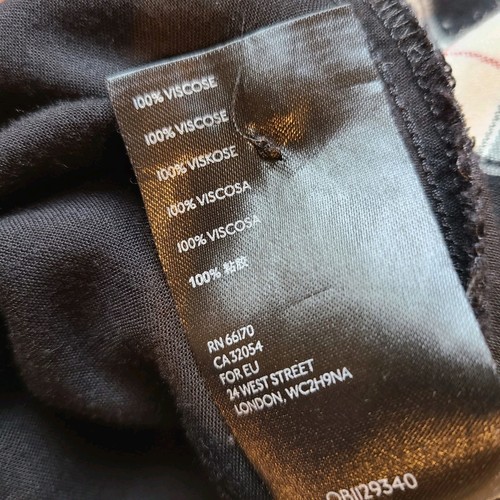 100% VISCOSE
100% VISCOSE
100% VISKOSE
100% VISCOSA
100% VISCOSA
100% 粘胶
RN 66170
CA 32054
FOR EU
24 WEST STREET
LONDON, WC2H9NA